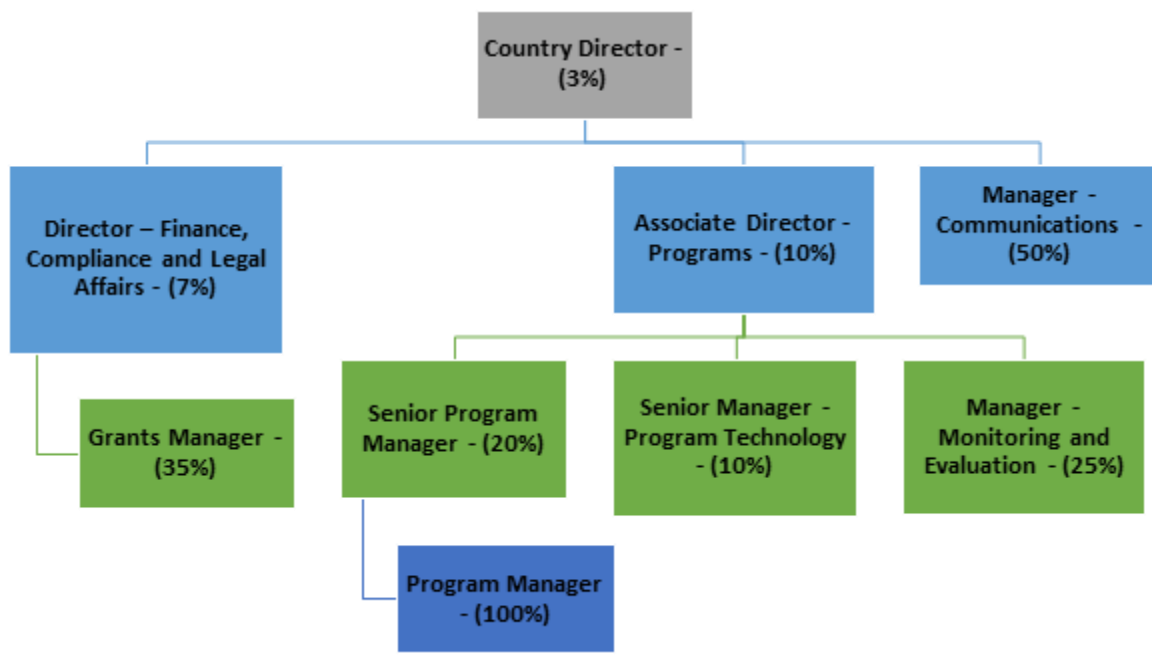 Country Director -
(3%)
Director – Finance,
Compliance and Legal
Affairs - (7%)
Associate Director -
Programs - (10%)
Manager -
Communications -
(50%)
Grants Manager -
(35%)
Senior Program
Manager - (20%)
Senior Manager -
Program Technology
- (10%)
Manager -
Monitoring and
Evaluation - (25%)
Program Manager
- (100%)